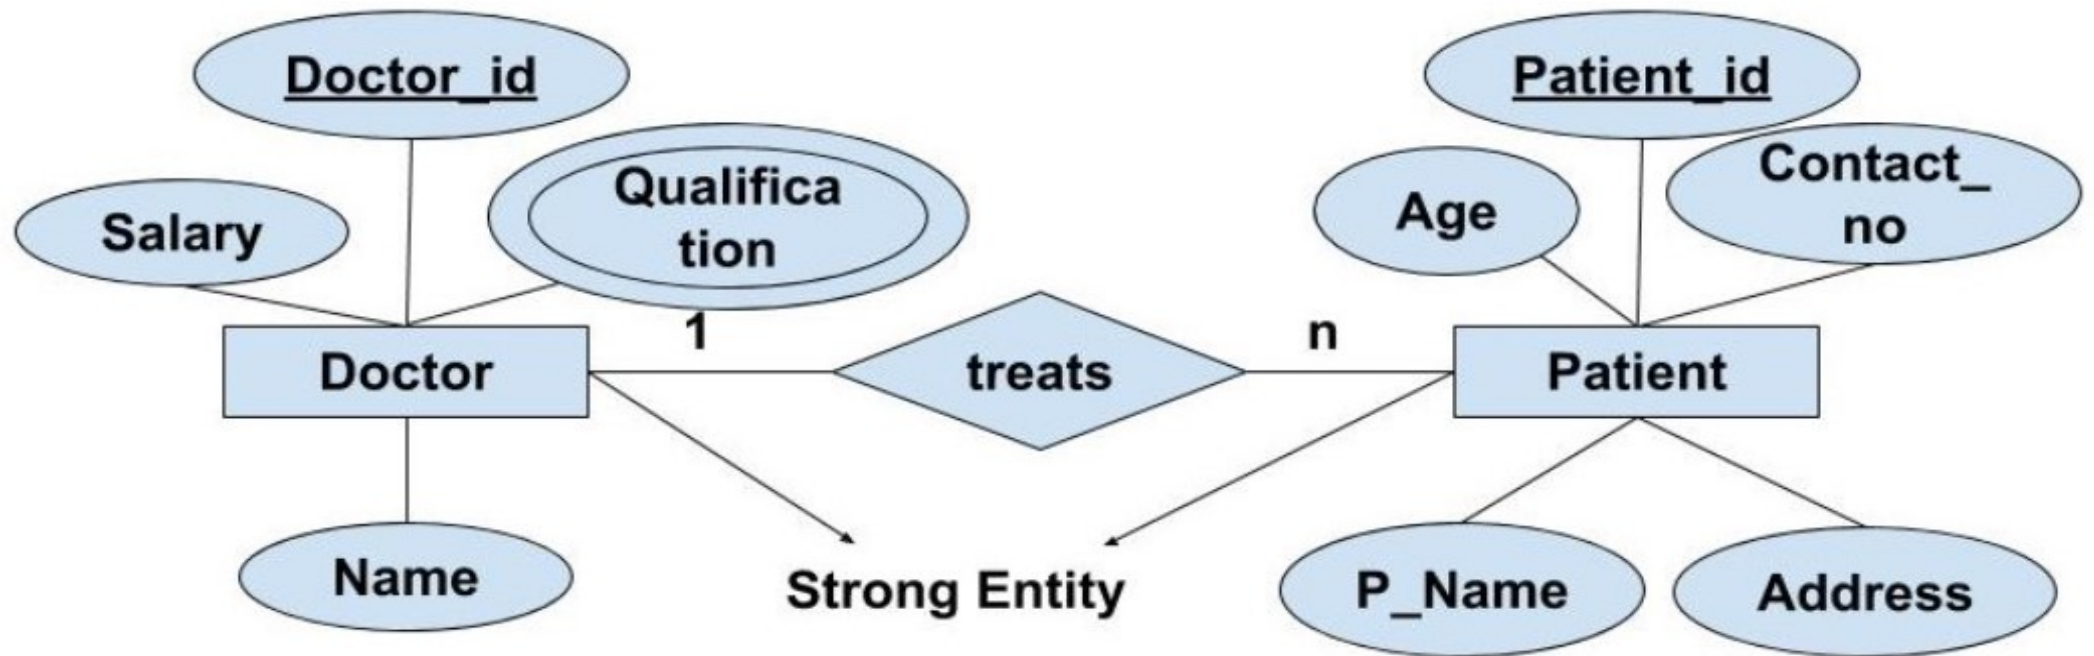 Doctor_id
Patient_id
Qualifica
tion
Contact_
no
Salary
Age
1
n
Doctor
treats
Patient
Name
Strong Entity
P_Name
Address